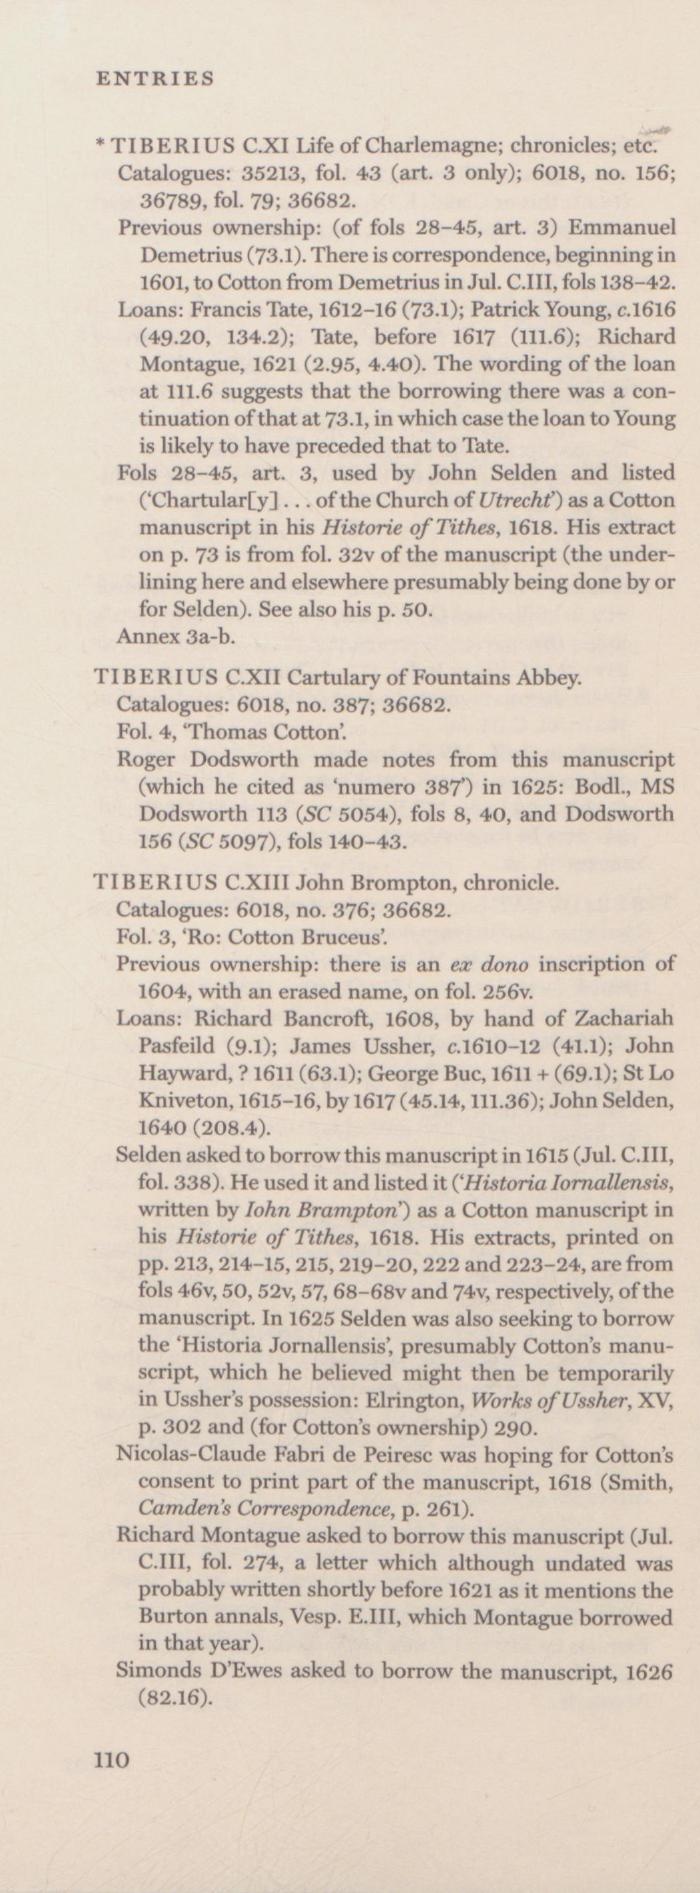 ENTRIES
* TIBERIUS C.XI Life of Charlemagne; chronicles; etc.
Catalogues: 35213, fol. 43 (art. 3 only); 6018, no. 156;
36789, fol. 79; 36682.
Previous ownership: (of fols 28–45, art. 3) Emmanuel
Demetrius (73.1). There is correspondence, beginning in
1601, to Cotton from Demetrius in Jul. C.III, fols 138–42.
Loans: Francis Tate, 1612–16 (73.1); Patrick Young, c.1616
(49.20, 134.2); Tate, before 1617 (111.6); Richard
Montague, 1621 (2.95, 4.40). The wording of the loan
at 111.6 suggests that the borrowing there was a con-
tinuation of that at 73.1, in which case the loan to Young
is likely to have preceded that to Tate.
Fols 28–45, art. 3, used by John Selden and listed
(‘Chartular[y] . . . of the Church of Utrecht’) as a Cotton
manuscript in his Historie of Tithes, 1618. His extract
on p. 73 is from fol. 32v of the manuscript (the under-
lining here and elsewhere presumably being done by or
for Selden). See also his p. 50.
Annex 3a-b.
TIBERIUS C.XII Cartulary of Fountains Abbey.
Catalogues: 6018, no. 387; 36682.
Fol. 4, ‘Thomas Cotton’.
Roger Dodsworth made notes from this manuscript
(which he cited as ‘numero 387’) in 1625: Bodl., MS
Dodsworth 113 (SC 5054), fols 8, 40, and Dodsworth
156 (SC 5097), fols 140–43.
TIBERIUS C.XIII John Brompton, chronicle.
Catalogues: 6018, no. 376; 36682.
Fol. 3, ‘Ro: Cotton Bruceus’.
Previous ownership: there is an ex dono inscription of
1604, with an erased name, on fol. 256v.
Loans: Richard Bancroft, 1608, by hand of Zachariah
Pasfeild (9.1); James Ussher, c.1610–12 (41.1); John
Hayward, ? 1611 (63.1); George Buc, 1611 + (69.1); St Lo
Kniveton, 1615–16, by 1617 (45.14, 111.36); John Selden,
1640 (208.4).
Selden asked to borrow this manuscript in 1615 (Jul. C.III,
fol. 338). He used it and listed it (‘Historia Iornallensis,
written by Iohn Brampton’) as a Cotton manuscript in
his Historie of Tithes, 1618. His extracts, printed on
pp. 213, 214–15, 215, 219–20, 222 and 223–24, are from
fols 46v, 50, 52v, 57, 68–68v and 74v, respectively, of the
manuscript. In 1625 Selden was also seeking to borrow
the ‘Historia Jornallensis’, presumably Cotton’s manu-
script, which he believed might then be temporarily
in Ussher’s possession: Elrington, Works of Ussher, XV,
p. 302 and (for Cotton’s ownership) 290.
Nicolas-Claude Fabri de Peiresc was hoping for Cotton’s
consent to print part of the manuscript, 1618 (Smith,
Camden’s Correspondence, p. 261).
Richard Montague asked to borrow this manuscript (Jul.
C.III, fol. 274, a letter which although undated was
probably written shortly before 1621 as it mentions the
Burton annals, Vesp. E.III, which Montague borrowed
in that year).
Simonds D’Ewes asked to borrow the manuscript, 1626
(82.16).
110